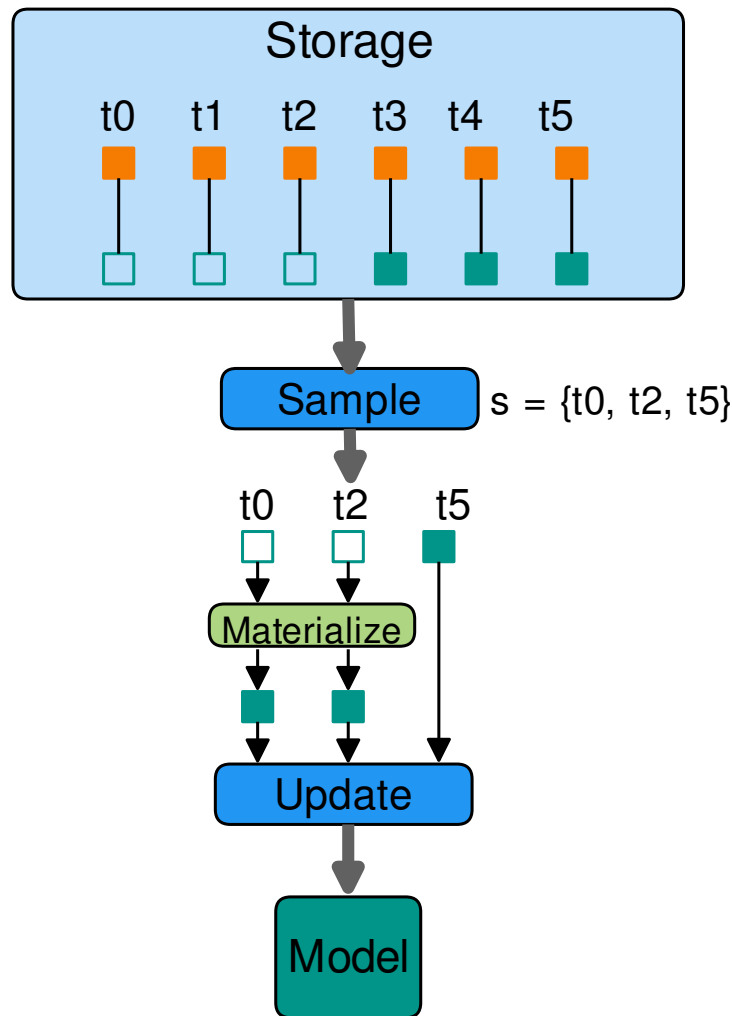 Storage
t0 t1 t2 t3 t4 t5
Sample s = {t0, t2, t5}
t0 t2 t5
Materialize
Update
Model